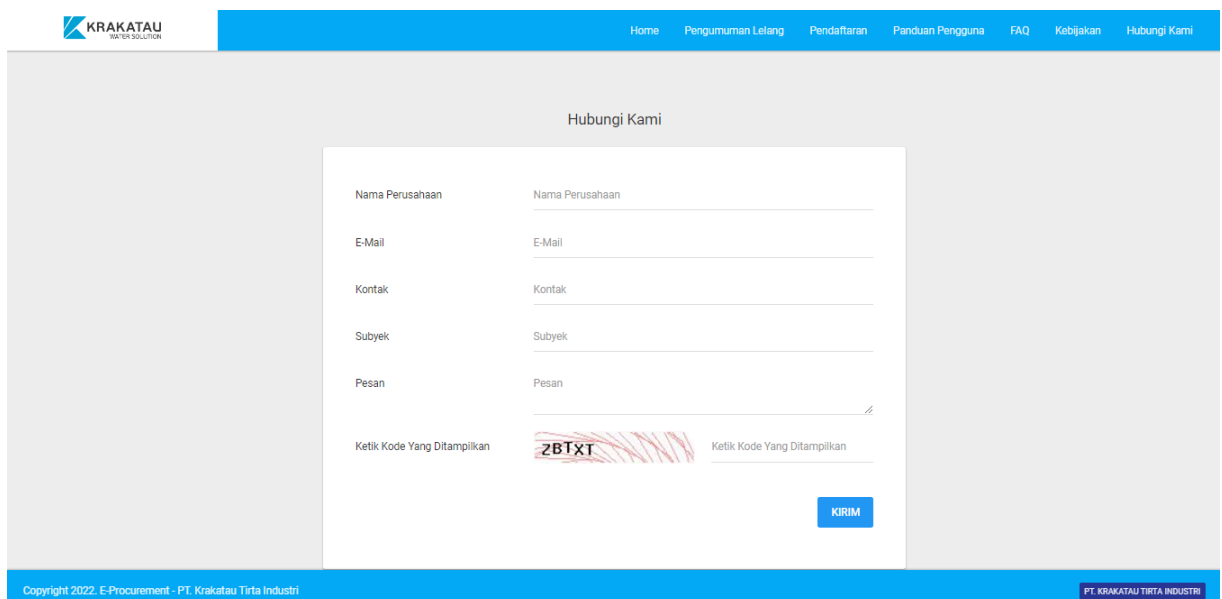 KRAKATAU
WATER SOLUTION
Home Pengumuman Lelang Pendaftaran Panduan Pengguna FAQ Kebijakan Hubungi Kami
Hubungi Kami
Nama Perusahaan Nama Perusahaan
E-Mail E-Mail
Kontak Kontak
Subyek Subyek
Pesan Pesan
Ketik Kode Yang Ditampilkan ZBTXT Ketik Kode Yang Ditampilkan
KIRIM
Copyright 2022. E-Procurement - PT. Krakatau Tirta Industri PT. KRAKATAU TIRTA INDUSTRI